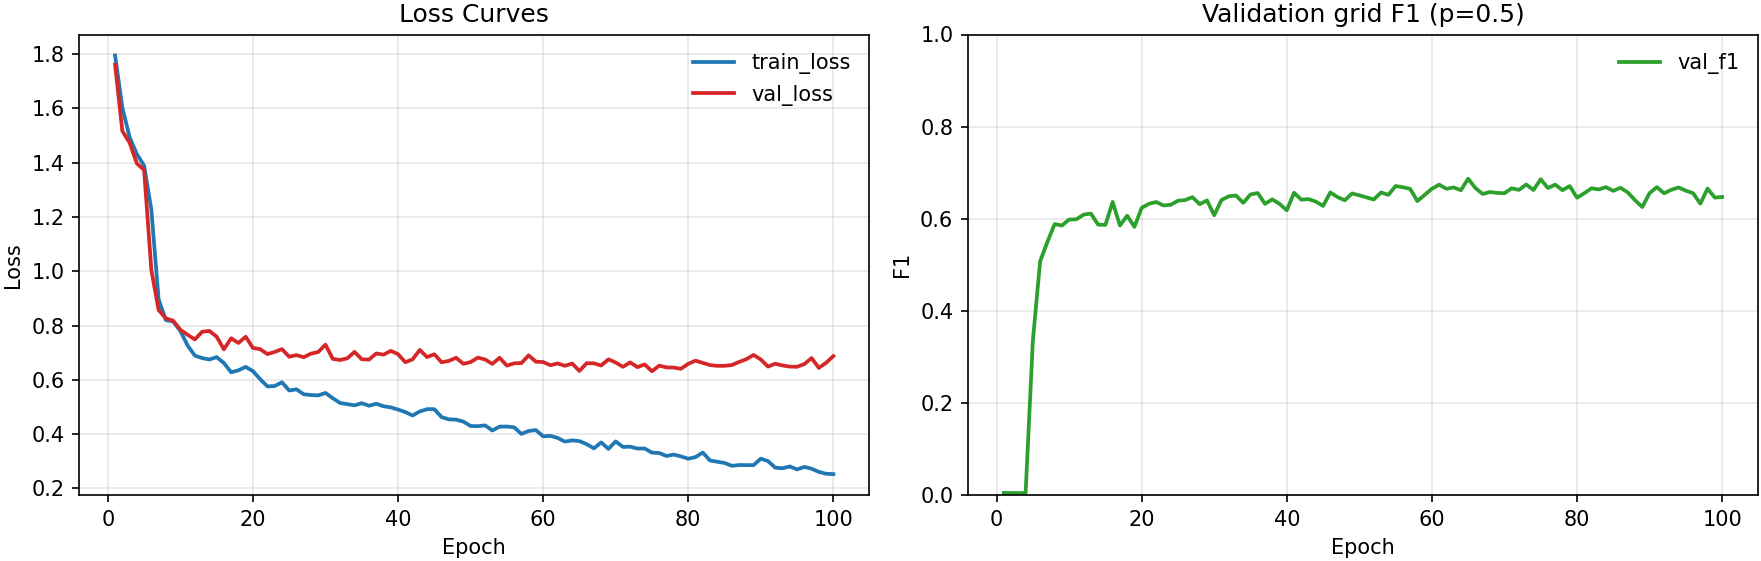 Loss Curves
1.8
1.6
1.4
1.2
1.0
0.8
0.6
0.4
0.2
Loss
train_loss
val_loss
0 20 40 60 80 100
Epoch
Validation grid F1 (p=0.5)
1.0
0.8
0.6
0.4
0.2
0.0
F1
val_f1
0 20 40 60 80 100
Epoch